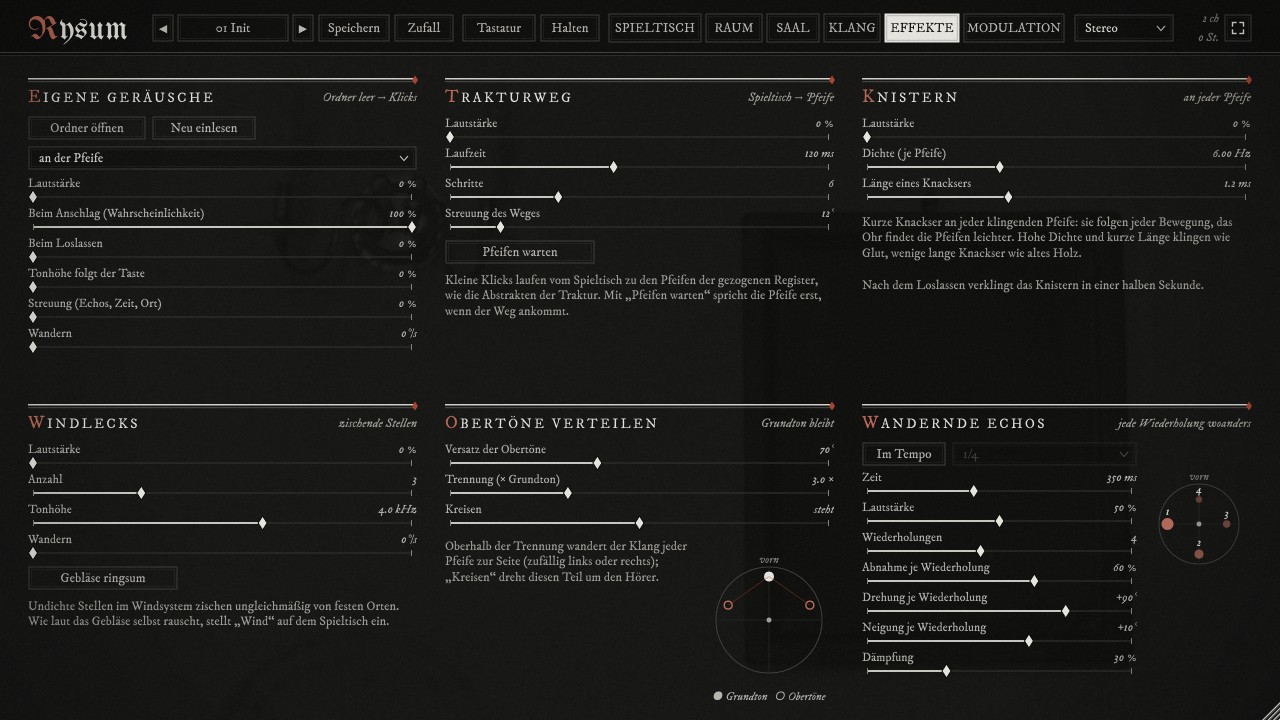 Rysum
◀ 01 Init ▶ Speichern Zufall Tastatur Halten SPIELTISCH RAUM SAAL KLANG EFFEKTE MODULATION Stereo 2 ch
0 St.
EIGENE GERÄUSCHE Ordner leer → Klicks
Ordner öffnen Neu einlesen
an der Pfeife
Lautstärke 0 %
Beim Anschlag (Wahrscheinlichkeit) 100 %
Beim Loslassen 0 %
Tonhöhe folgt der Taste 0 %
Streuung (Echos, Zeit, Ort) 0 %
Wandern 0°/s
TRAKTURWEG Spieltisch → Pfeife
Lautstärke 0 %
Laufzeit 120 ms
Schritte 6
Streuung des Weges 12°
Pfeifen warten
Kleine Klicks laufen vom Spieltisch zu den Pfeifen der gezogenen Register,
wie die Abstrakten der Traktur. Mit „Pfeifen warten“ spricht die Pfeife erst,
wenn der Weg ankommt.
KNISTERN an jeder Pfeife
Lautstärke 0 %
Dichte (je Pfeife) 6.00 Hz
Länge eines Knacksers 1.2 ms
Kurze Knackser an jeder klingenden Pfeife: sie folgen jeder Bewegung, das
Ohr findet die Pfeifen leichter. Hohe Dichte und kurze Länge klingen wie
Glut, wenige lange Knackser wie altes Holz.
Nach dem Loslassen verklingt das Knistern in einer halben Sekunde.
WINDLECKS zischende Stellen
Lautstärke 0 %
Anzahl 3
Tonhöhe 4.0 kHz
Wandern 0°/s
Gebläse ringsum
Undichte Stellen im Windsystem zischen ungleichmäßig von festen Orten.
Wie laut das Gebläse selbst rauscht, stellt „Wind“ auf dem Spieltisch ein.
OBERTÖNE VERTEILEN Grundton bleibt
Versatz der Obertöne 70°
Trennung (× Grundton) 3.0 ×
Kreisen steht
Oberhalb der Trennung wandert der Klang jeder
Pfeife zur Seite (zufällig links oder rechts);
„Kreisen“ dreht diesen Teil um den Hörer.
vorn
Grundton Obertöne
WANDERNDE ECHOS jede Wiederholung woanders
Im Tempo 1/4
Zeit 350 ms
Lautstärke 50 %
Wiederholungen 4
Abnahme je Wiederholung 60 %
Drehung je Wiederholung +90°
Neigung je Wiederholung +10°
Dämpfung 30 %
vorn
4
1 3
2